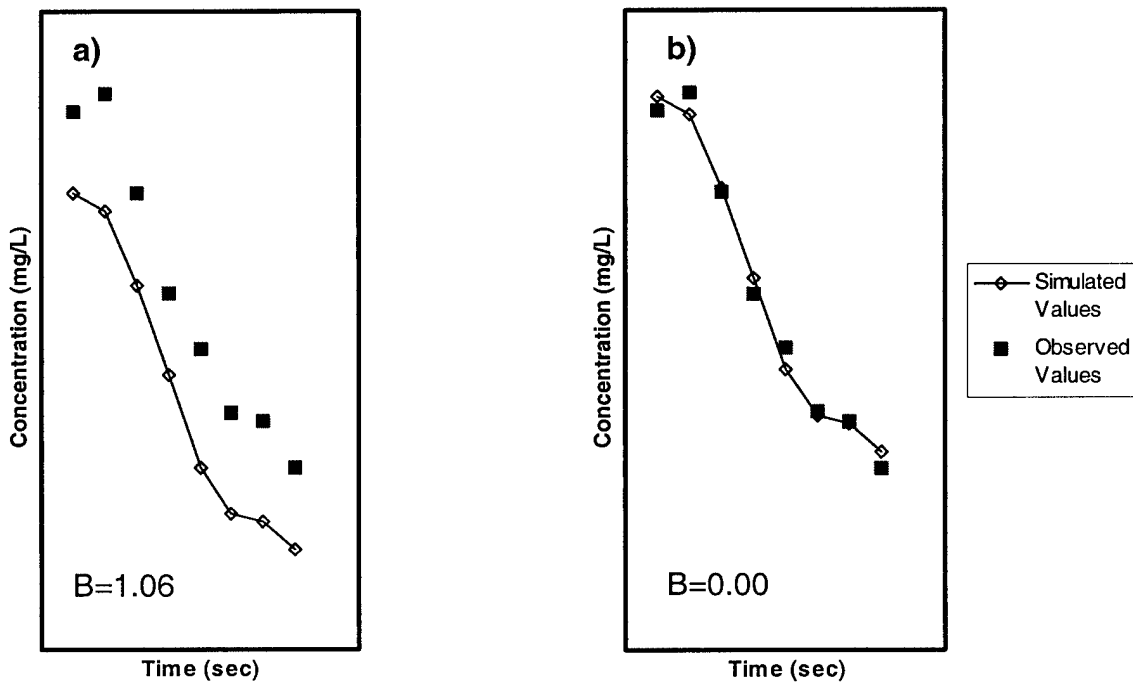 a)
Concentration (mg/L)
B=1.06
Time (sec)
b)
Concentration (mg/L)
B=0.00
Time (sec)
Simulated
Values
Observed
Values